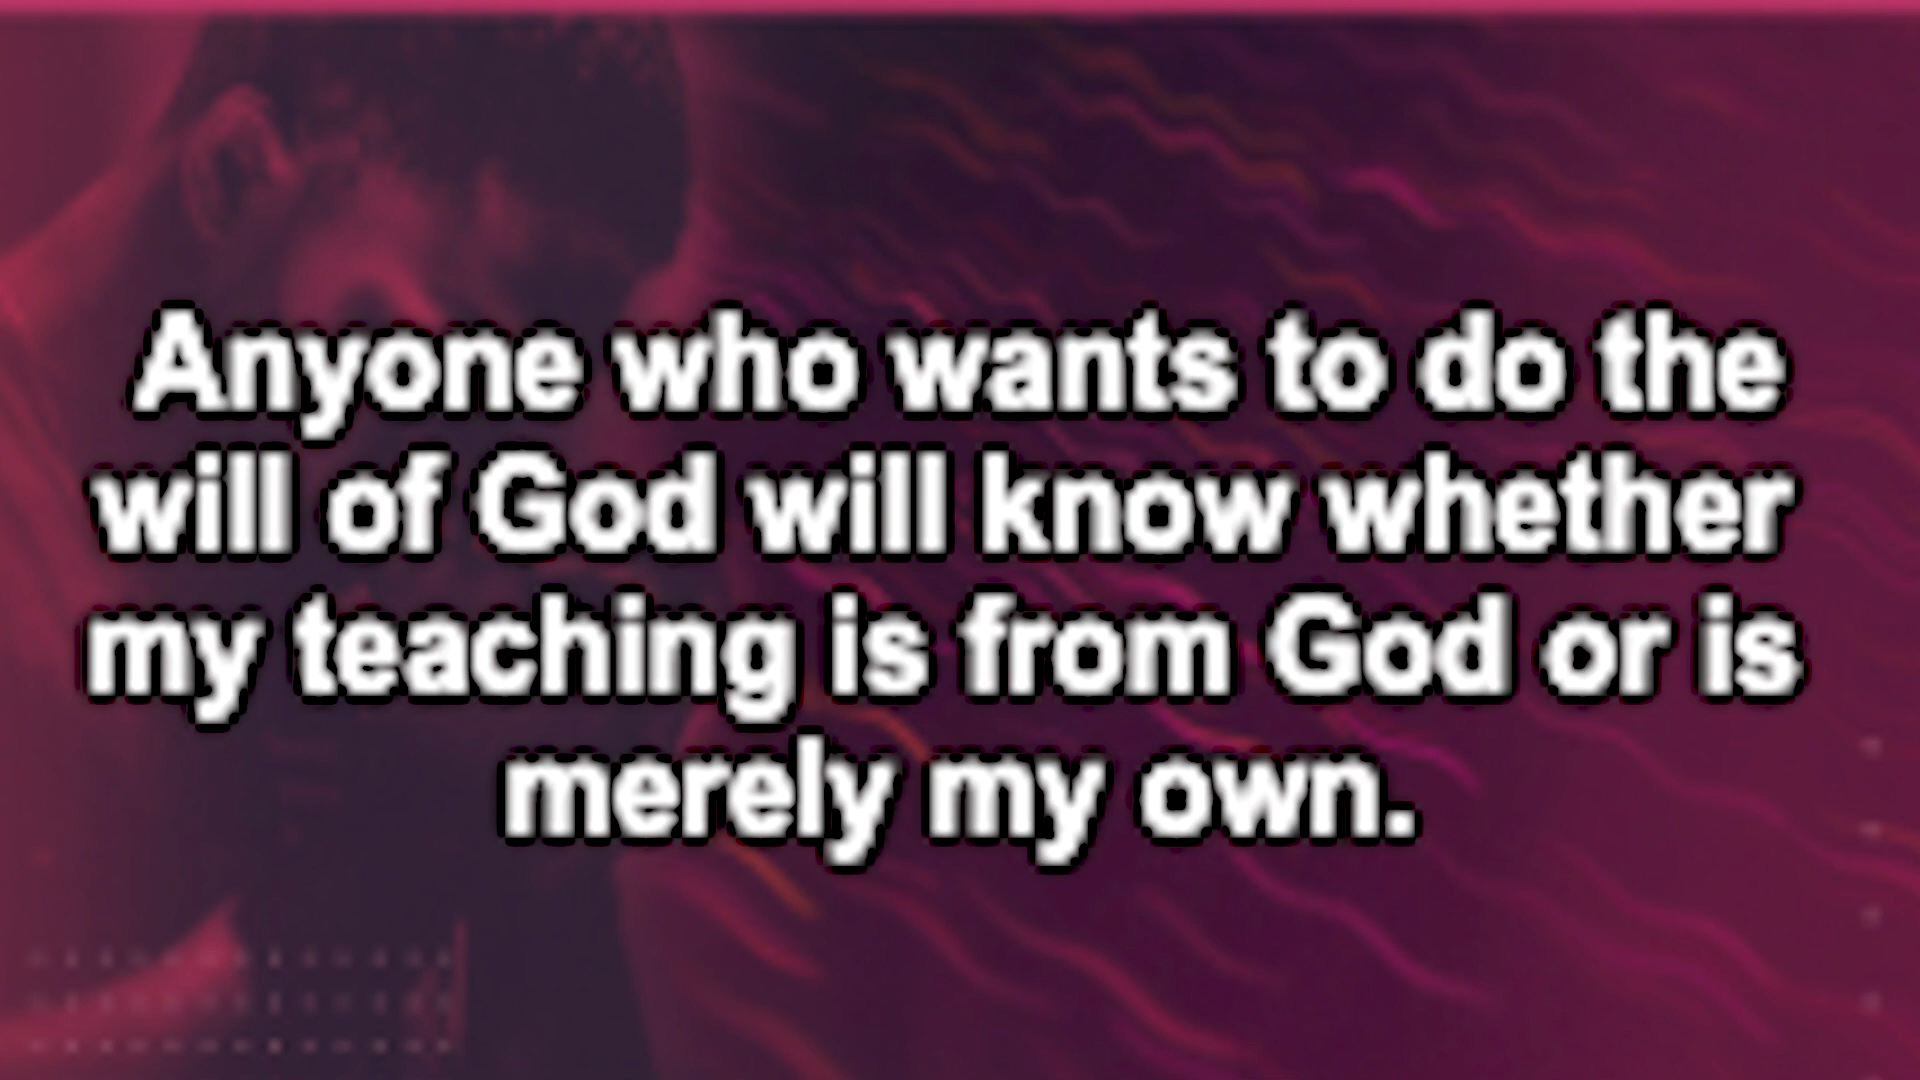 Anyone who wants to do the
will of God will know whether
my teaching is from God or is
merely my own.